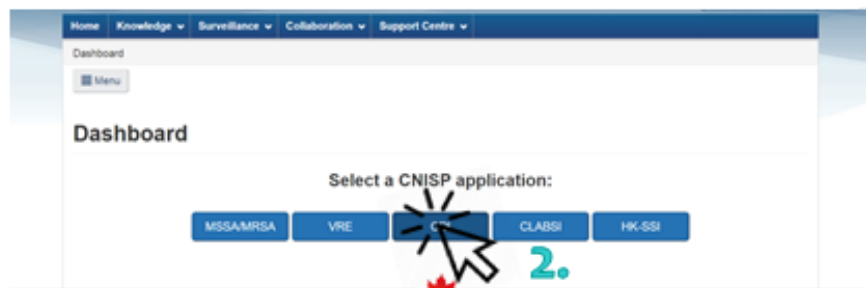 Home Knowledge Surveillance Collaboration Support Centre
Dashboard
Menu
Dashboard
Select a CNISP application:
MSSA/MRSA VRE CLABSI HK-SSI
2.